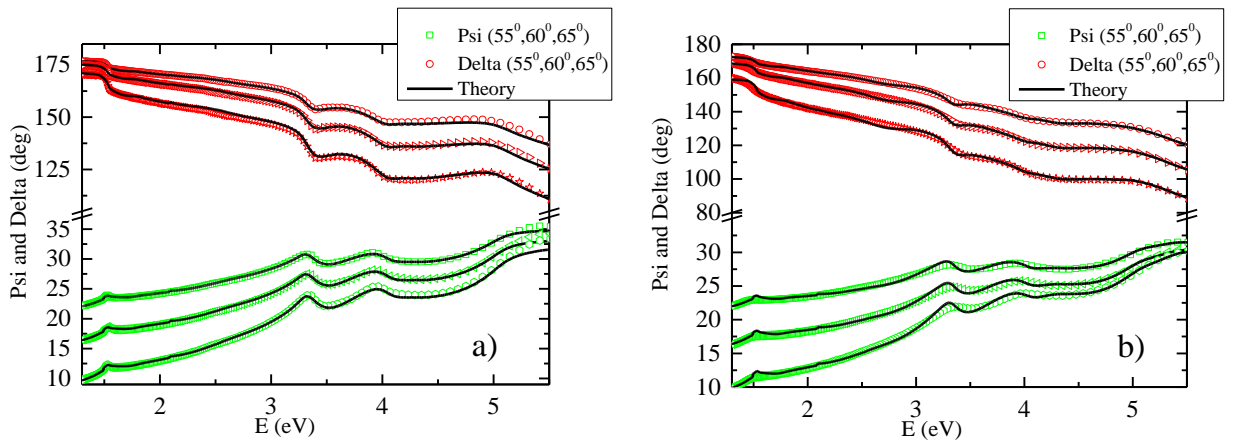 Psi (55⁰,60⁰,65⁰)
Delta (55⁰,60⁰,65⁰)
Theory
175
150
125
35
30
25
20
15
10
2
3
4
5
Psi and Delta (deg)
E (eV)
a)
Psi (55⁰,60⁰,65⁰)
Delta (55⁰,60⁰,65⁰)
Theory
180
160
140
120
100
80
30
25
20
15
10
2
3
4
5
Psi and Delta (deg)
E (eV)
b)